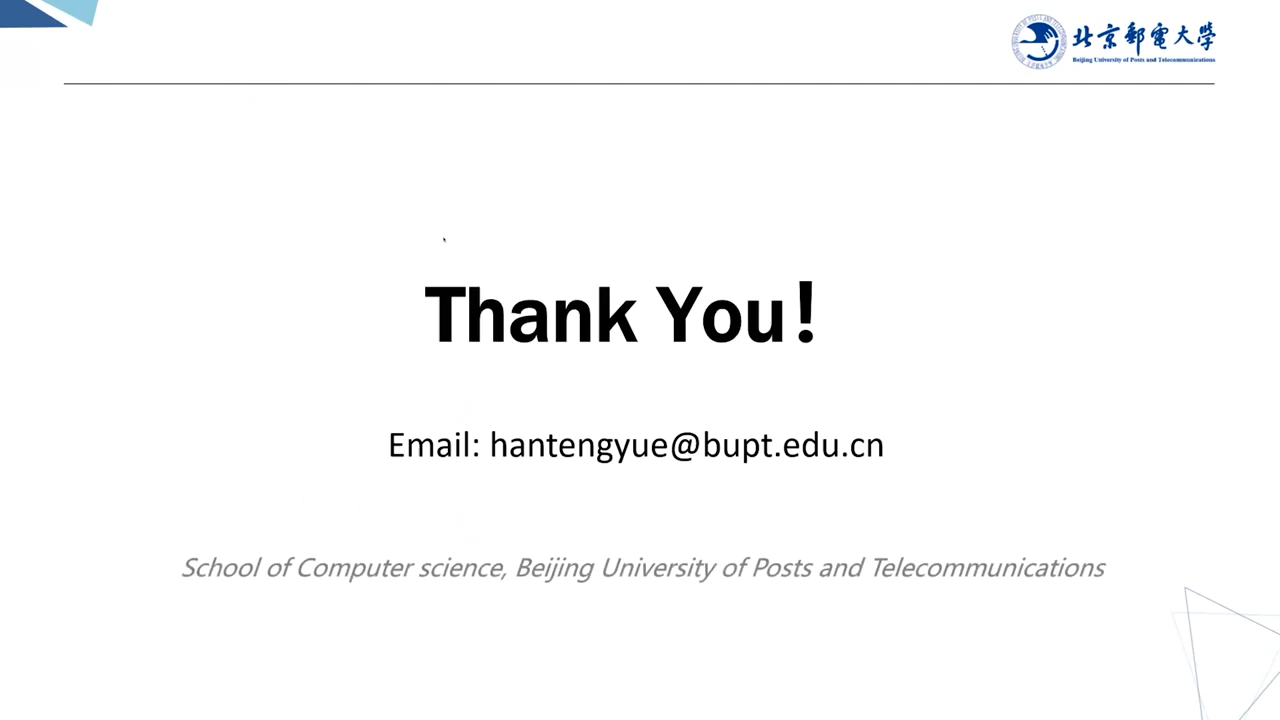 北京郵電大學
Beijing University of Posts and Telecommunications
Thank You!
Email: hantengyue@bupt.edu.cn
School of Computer science, Beijing University of Posts and Telecommunications